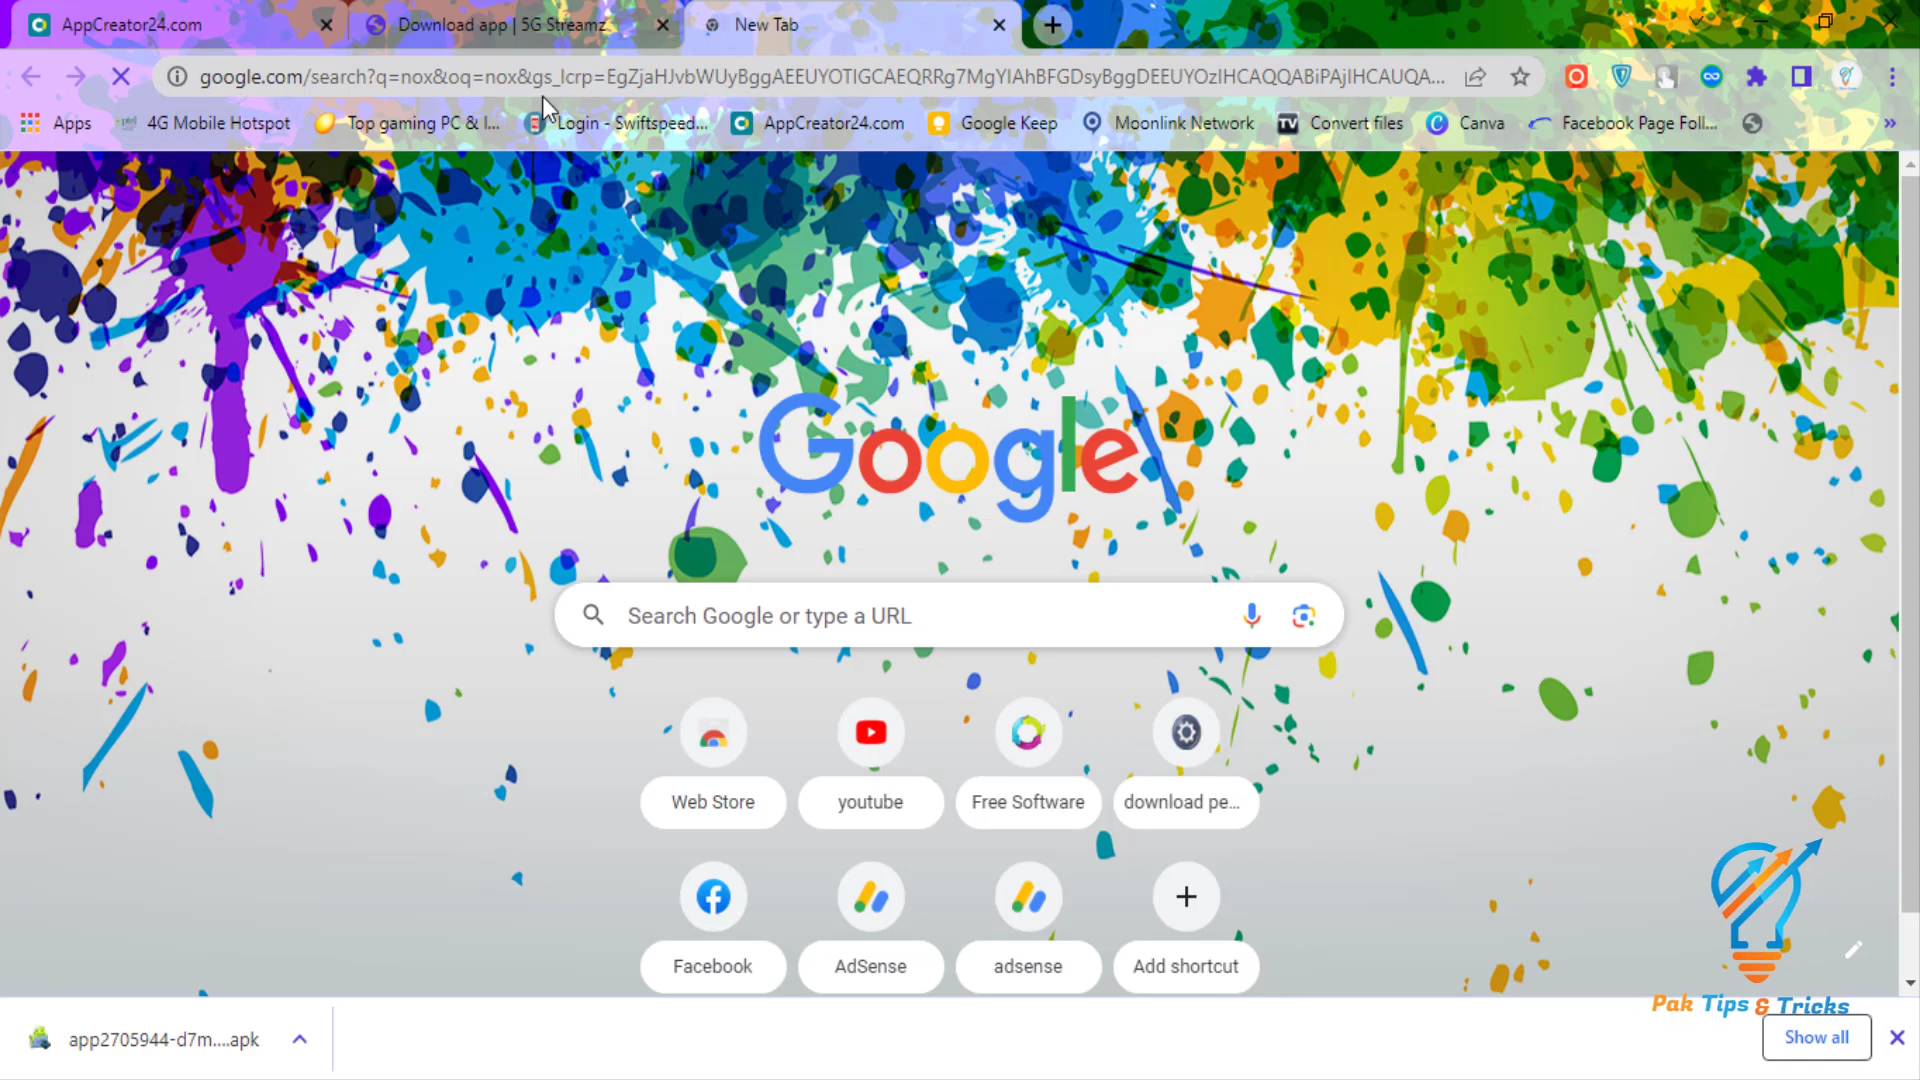 AppCreator24.com
Download app | 5G Streamz
New Tab
google.com/search?q=nox&oq=nox&gs_lcrp=EgZjaHJvbWUyBggAEEUYOTIGCAEQRRg7MgYIAhBFGDsyBggDEEUYOzIHCAQQABiPAjIHCAUQA...
Apps
4G Mobile Hotspot
Top gaming PC & l...
Login - Swiftspeed...
AppCreator24.com
Google Keep
TV
Moonlink Network
Convert files
Canva
Facebook Page Foll...
»
Google
Search Google or type a URL
Web Store
youtube
Free Software
download pe...
Facebook
AdSense
adsense
Add shortcut
Pak Tips & Tricks
app2705944-d7m....apk
Show all